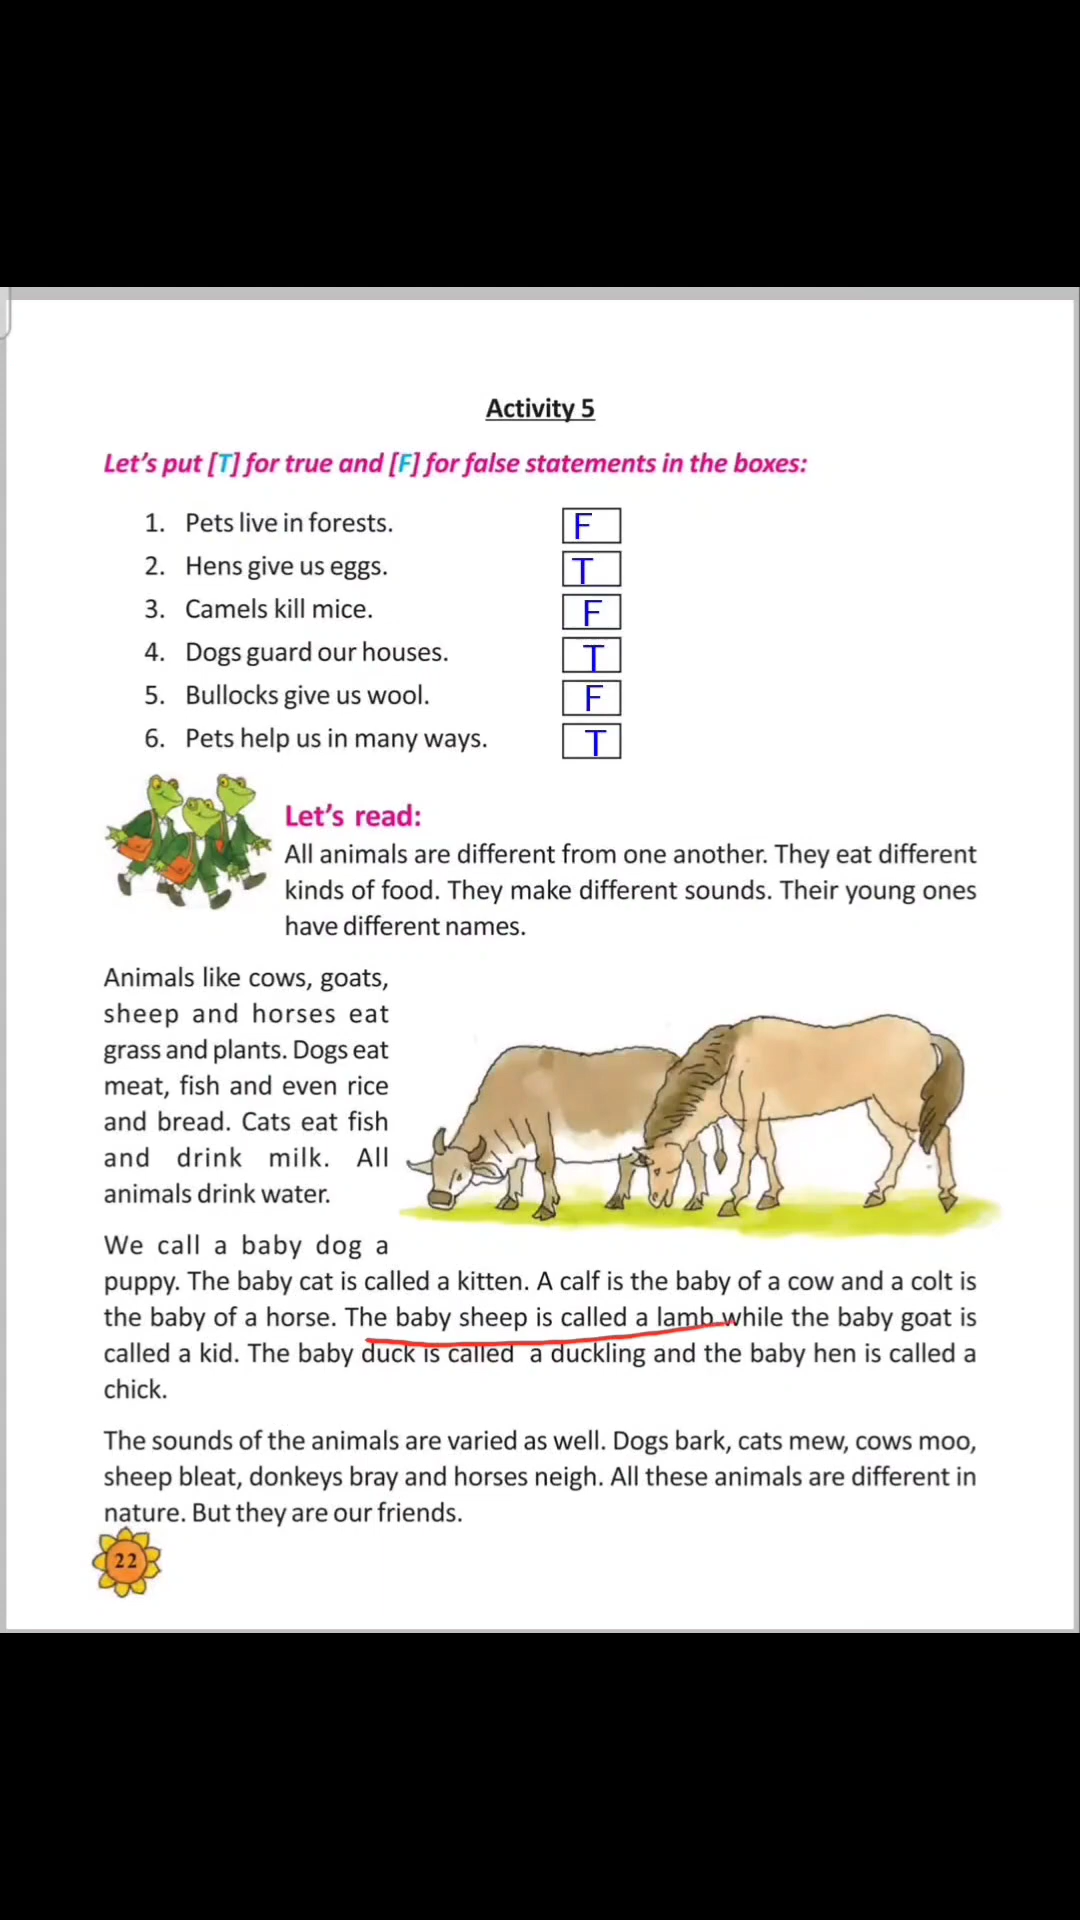 Activity 5
Let's put [T] for true and [F] for false statements in the boxes:
1. Pets live in forests. F
2. Hens give us eggs. T
3. Camels kill mice. F
4. Dogs guard our houses. T
5. Bullocks give us wool. F
6. Pets help us in many ways. T
Let's read:
All animals are different from one another. They eat different
kinds of food. They make different sounds. Their young ones
have different names.
Animals like cows, goats,
sheep and horses eat
grass and plants. Dogs eat
meat, fish and even rice
and bread. Cats eat fish
and drink milk. All
animals drink water.
We call a baby dog a
puppy. The baby cat is called a kitten. A calf is the baby of a cow and a colt is
the baby of a horse. The baby sheep is called a lamb while the baby goat is
called a kid. The baby duck is called a duckling and the baby hen is called a
chick.
The sounds of the animals are varied as well. Dogs bark, cats mew, cows moo,
sheep bleat, donkeys bray and horses neigh. All these animals are different in
nature. But they are our friends.
22